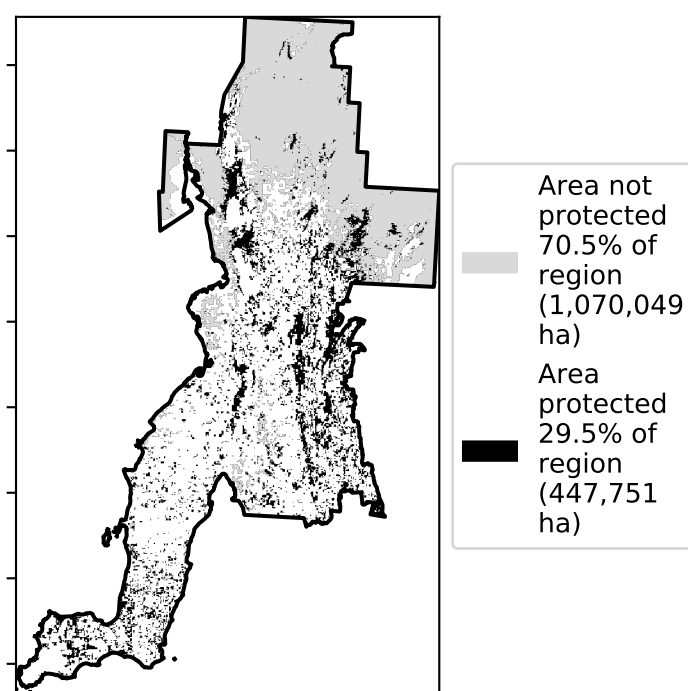 Area not
protected
70.5% of
region
(1,070,049
ha)
Area
protected
29.5% of
region
(447,751
ha)